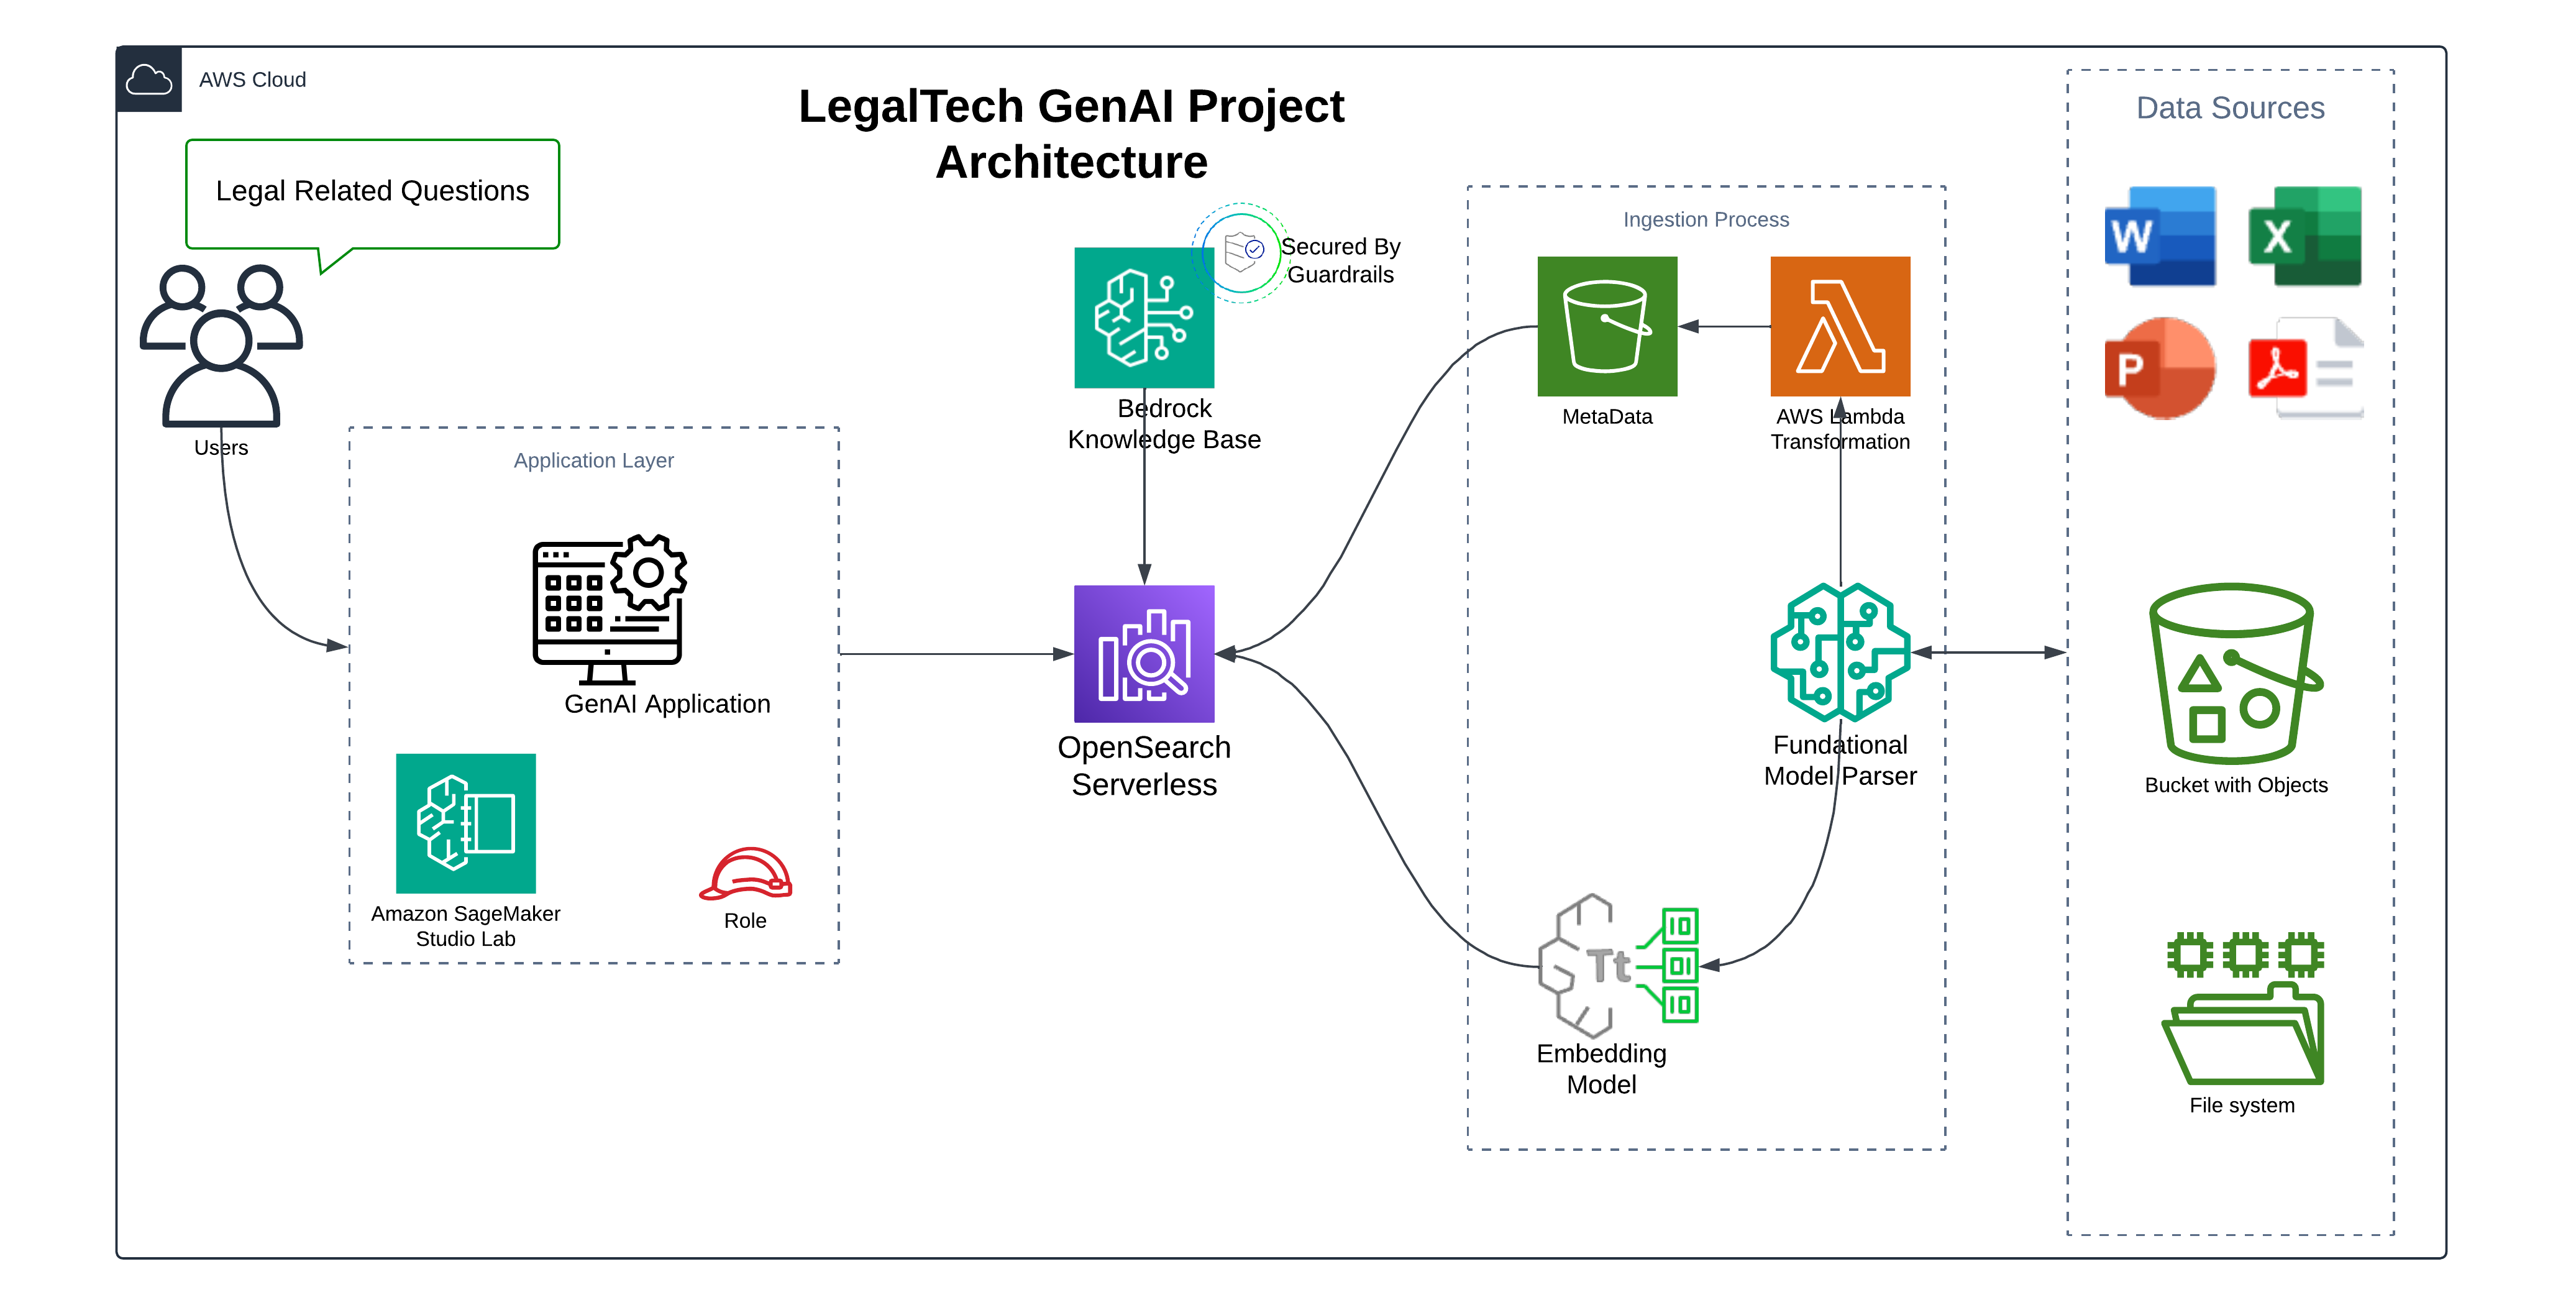 AWS Cloud
LegalTech GenAI Project
Architecture
Data Sources
Legal Related Questions
Ingestion Process
Secured By
Guardrails
W
X
P
Bedrock
Knowledge Base
MetaData
AWS Lambda
Transformation
Users
Application Layer
GenAI Application
OpenSearch
Serverless
Fundational
Model Parser
Bucket with Objects
Amazon SageMaker
Studio Lab
Role
Tt
Embedding
Model
File system